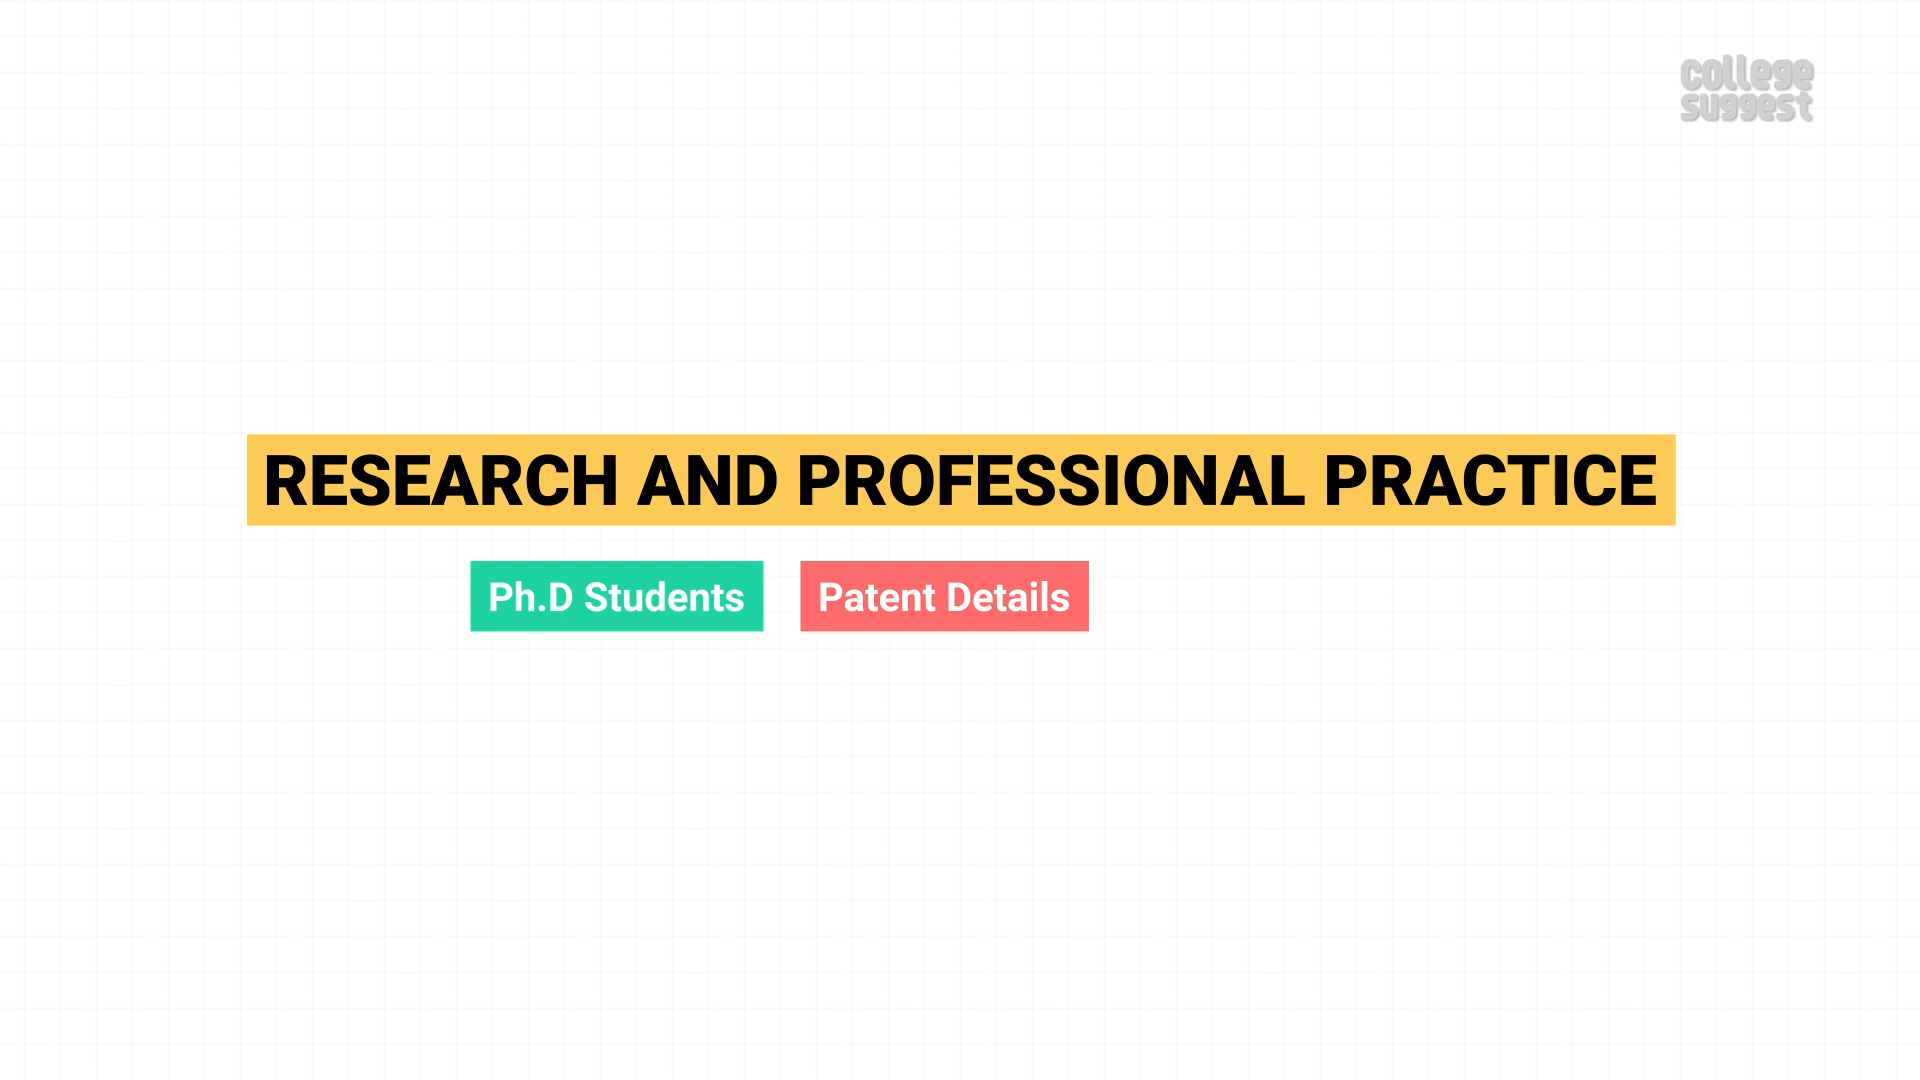 college
suggest
RESEARCH AND PROFESSIONAL PRACTICE
Ph.D Students
Patent Details